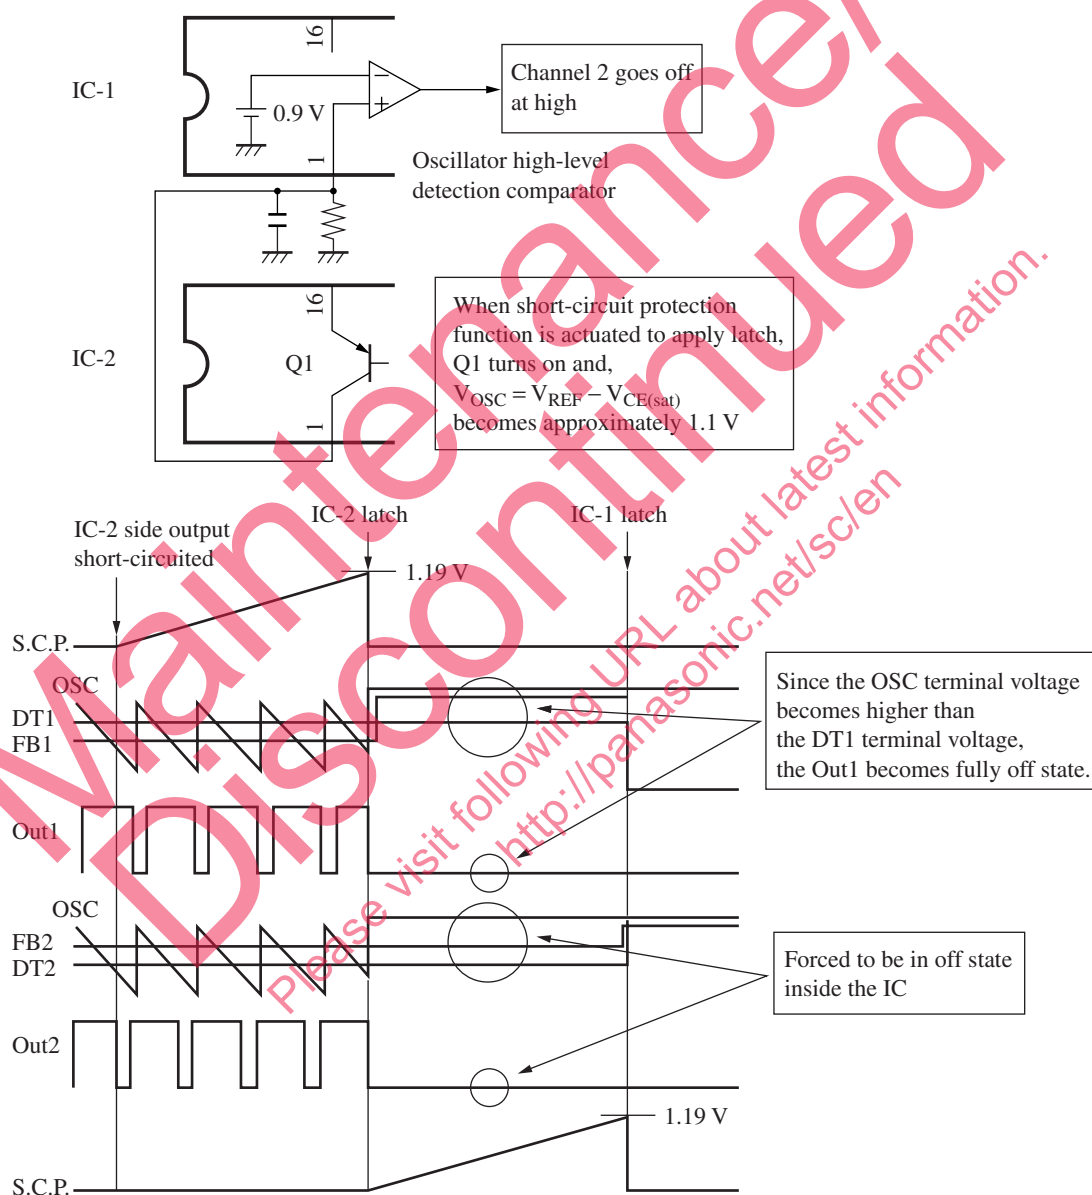 16
IC-1
0.9 V
Channel 2 goes off
at high
1
Oscillator high-level
detection comparator
16
IC-2
Q1
1
When short-circuit protection
function is actuated to apply latch,
Q1 turns on and,
VOSC = VREF − VCE(sat)
becomes approximately 1.1 V
IC-2 side output
short-circuited
IC-2 latch
IC-1 latch
1.19 V
S.C.P.
OSC
DT1
FB1
Since the OSC terminal voltage
becomes higher than
the DT1 terminal voltage,
the Out1 becomes fully off state.
Out1
OSC
FB2
DT2
Forced to be in off state
inside the IC
Out2
1.19 V
S.C.P.
Maintenance/
Discontinued
Please visit following URL about latest information.
http://panasonic.net/sc/en